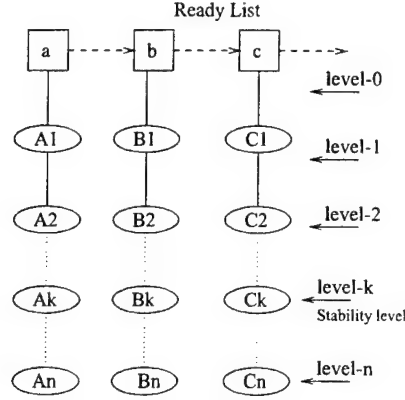 Ready List
a b c
level-0
A1 B1 C1
level-1
A2 B2 C2
level-2
Ak Bk Ck
level-k
Stability level
An Bn Cn
level-n